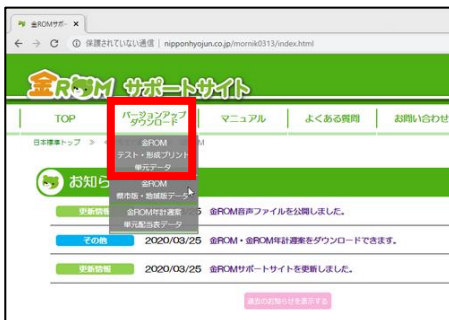 金ROMサポー
保護されていない通信 | nipponhyojun.co.jp/mornik0313/index.html
金ROM サポートサイト
TOP
バージョンアップ
ダウンロード
マニュアル
よくある質問
お問い合わせ
日本標準トップ >
金ROM
テスト・形成プリント
単元データ
お知ら
金ROM
都市版・地域版データ
更新情報
25 金ROM音声ファイルを公開しました。
金ROM年計週案
単元配当表データ
その他 2020/03/25 金ROM・金ROM年計週案をダウンロードできます。
更新情報 2020/03/25 金ROMサポートサイトを更新しました。
過去のお知らせを表示する